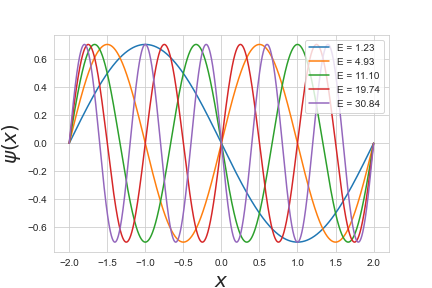 E = 1.23
E = 4.93
E = 11.10
E = 19.74
E = 30.84
0.6
0.4
0.2
0.0
−0.2
−0.4
−0.6
ψ(x)
−2.0 −1.5 −1.0 −0.5 0.0 0.5 1.0 1.5 2.0
x